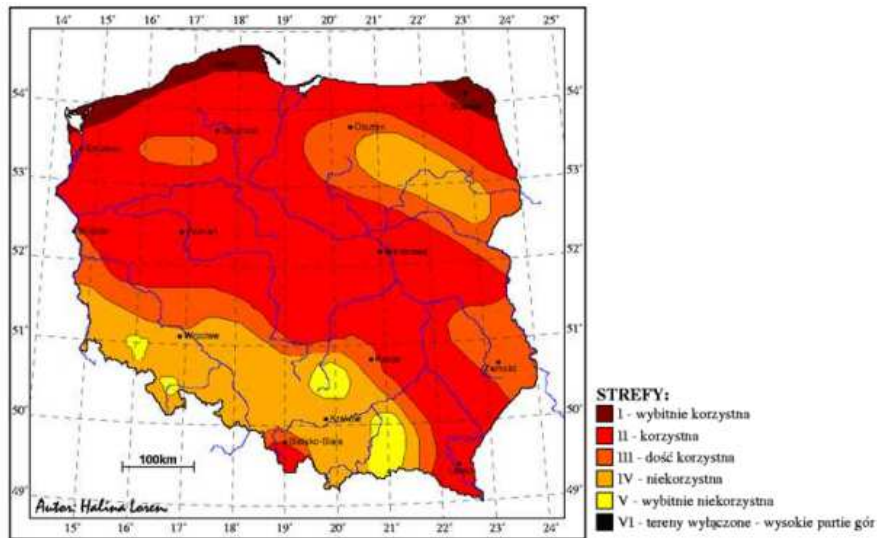 14° 15° 16° 17° 18° 19° 20° 21° 22° 23° 24° 25°
54° 54°
Olsztyn
53° 53°
Poznań
52° 52°
Warszawa
51° 51°
Wrocław
Zamość
50° 50°
Kraków
Bielsko-Biała
100km
49° 49°
Autor: Halina Loren
15° 16° 17° 18° 19° 20° 21° 22° 23° 24°
STREFY:
I - wybitnie korzystna
II - korzystna
III - dość korzystna
IV - niekorzystna
V - wybitnie niekorzystna
VI - tereny wyłączone - wysokie partie gór